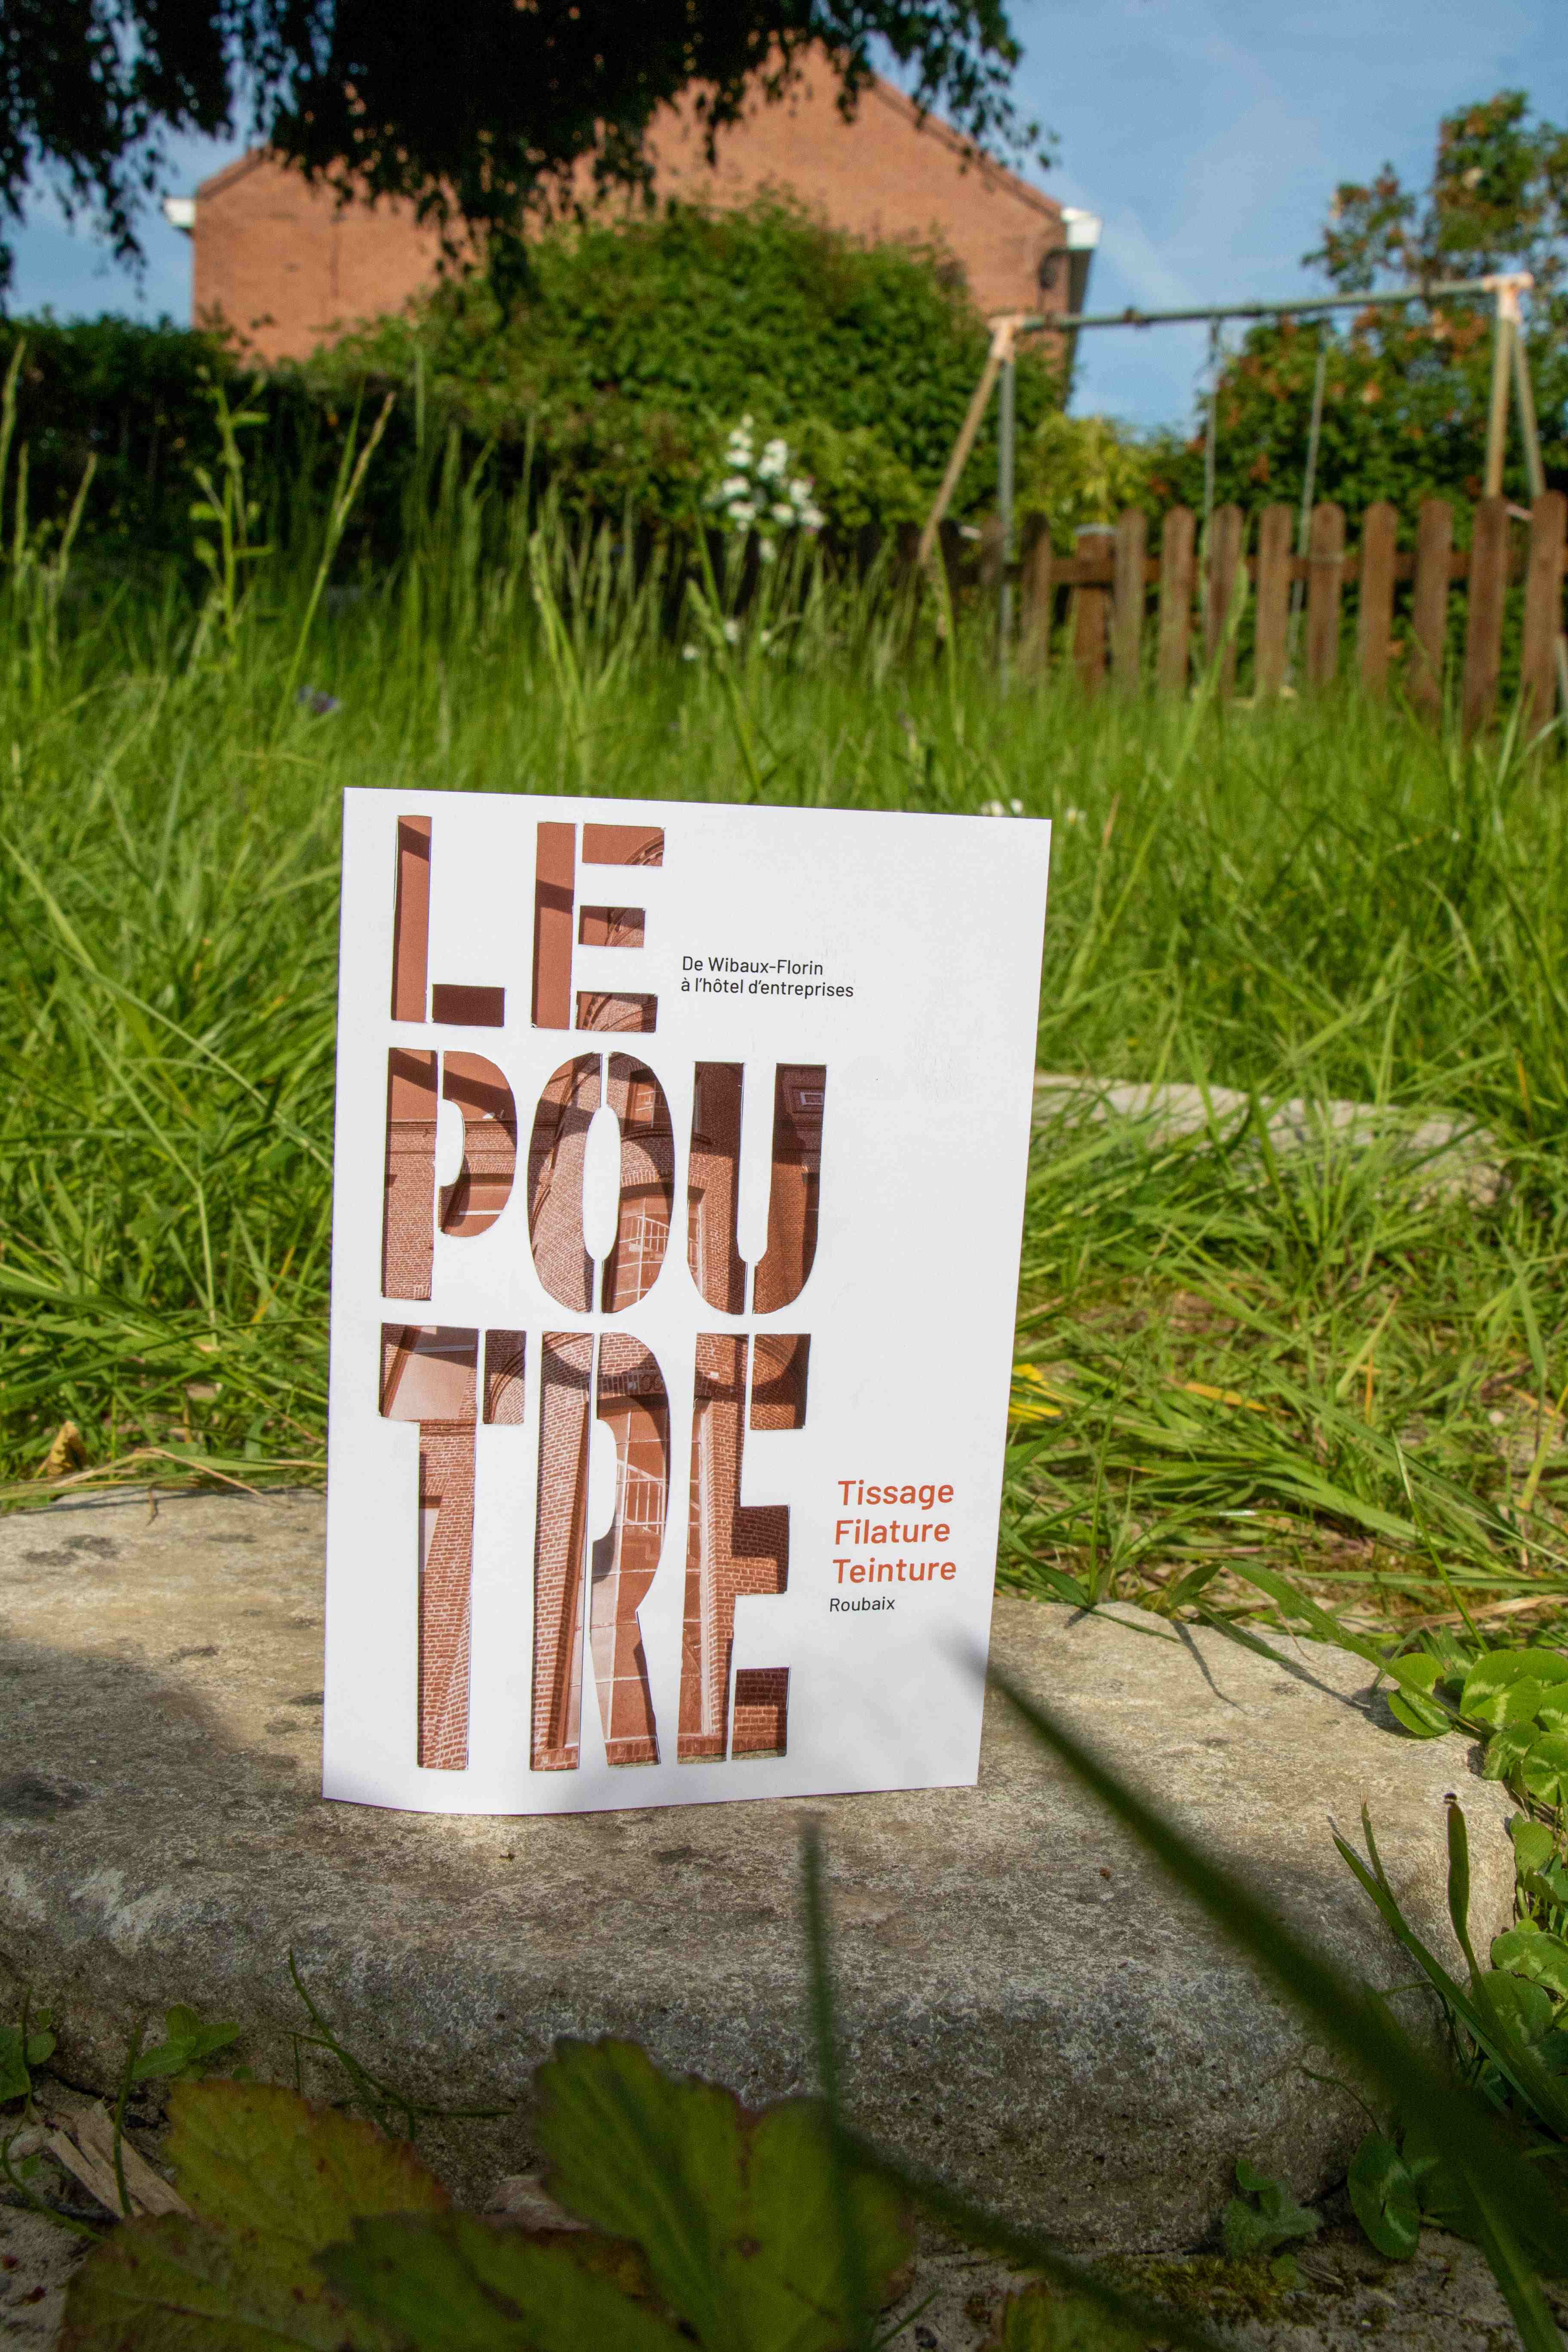 LE
De Wibaux-Florin
à l'hôtel d'entreprises
POU
TRE
Tissage
Filature
Teinture
Roubaix